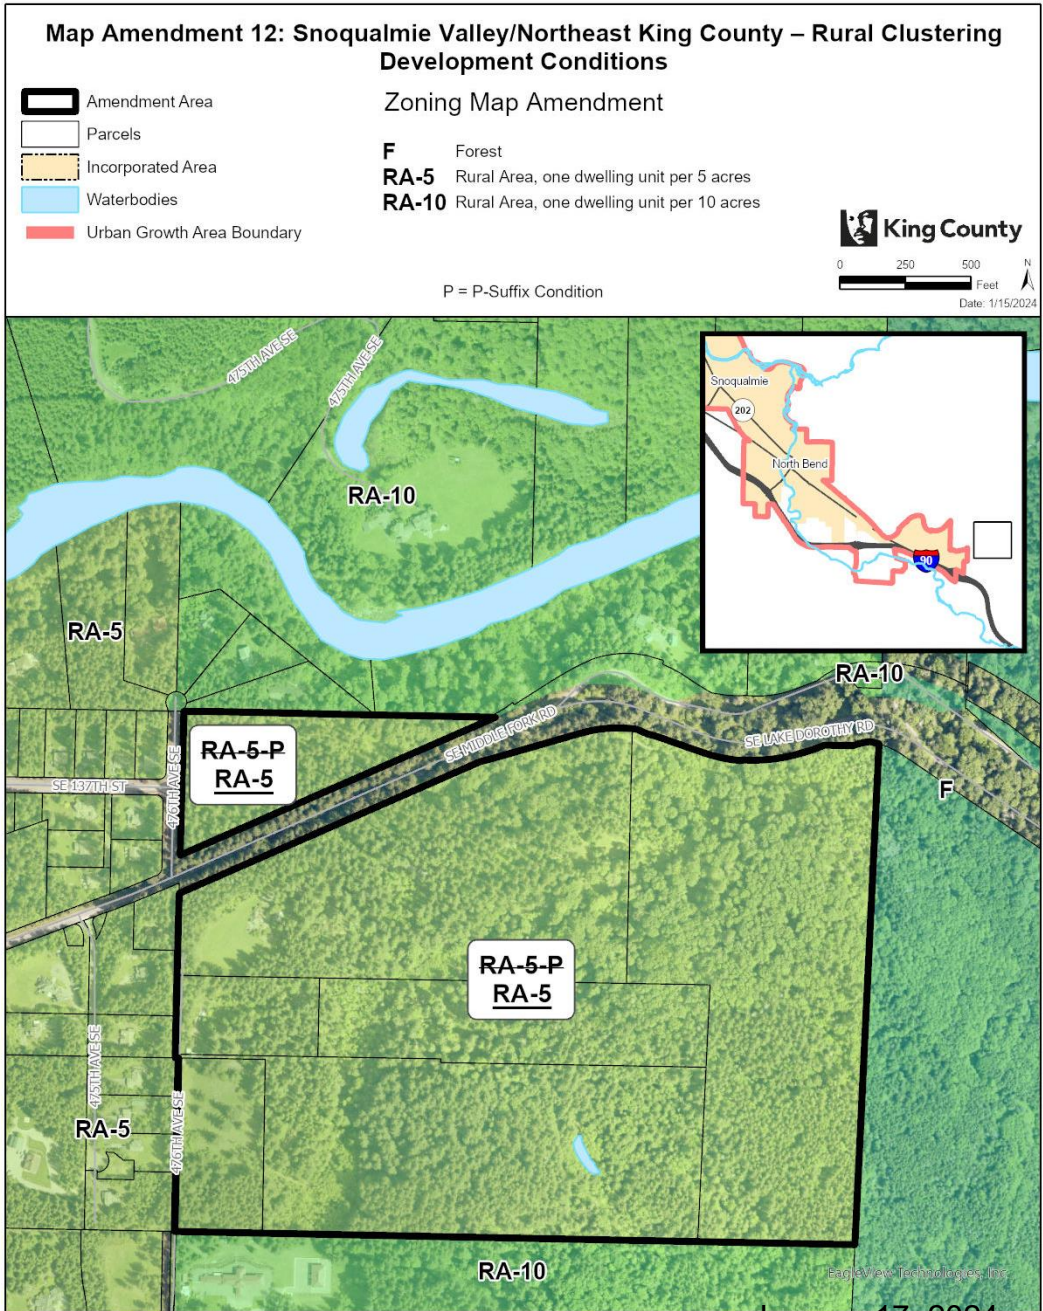 Map Amendment 12: Snoqualmie Valley/Northeast King County – Rural Clustering
Development Conditions
Amendment Area
Parcels
Incorporated Area
Waterbodies
Urban Growth Area Boundary
Zoning Map Amendment
F Forest
RA-5 Rural Area, one dwelling unit per 5 acres
RA-10 Rural Area, one dwelling unit per 10 acres
P = P-Suffix Condition
King County
0 250 500
Feet
N
Date: 1/15/2024
475TH AVE SE
475TH AVE SE
Snoqualmie
202
North Bend
90
RA-10
RA-5
RA-10
SE MIDDLE FORK RD
SE LAKE DOROTHY RD
RA-5-P
RA-5
SE 137TH ST
476TH AVE SE
F
RA-5-P
RA-5
475TH AVE SE
476TH AVE SE
RA-5
RA-10
EagleView Technologies, Inc.